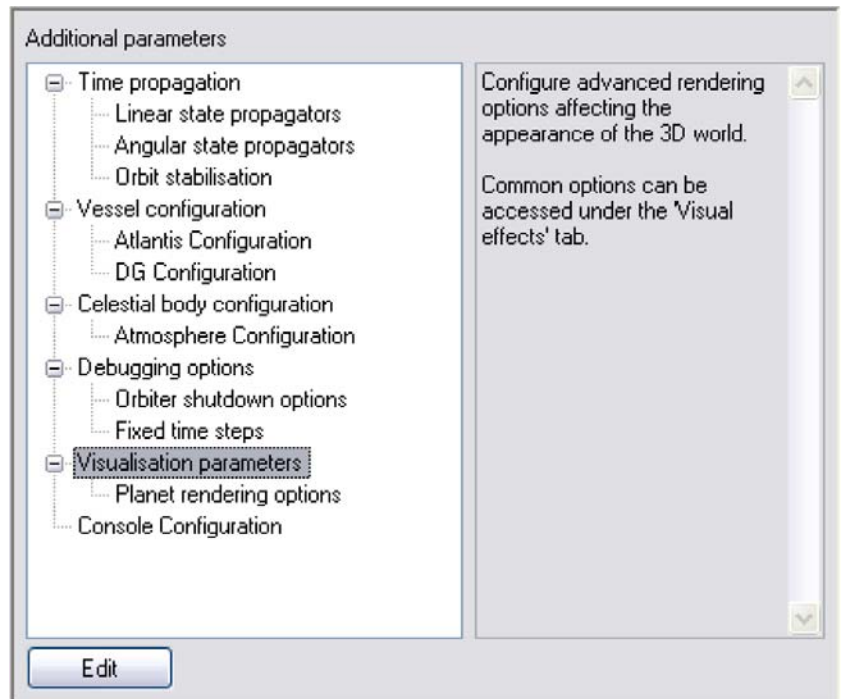 Additional parameters
Time propagation
Linear state propagators
Angular state propagators
Orbit stabilisation
Vessel configuration
Atlantis Configuration
DG Configuration
Celestial body configuration
Atmosphere Configuration
Debugging options
Orbiter shutdown options
Fixed time steps
Visualisation parameters
Planet rendering options
Console Configuration
Configure advanced rendering
options affecting the
appearance of the 3D world.
Common options can be
accessed under the 'Visual
effects' tab.
Edit